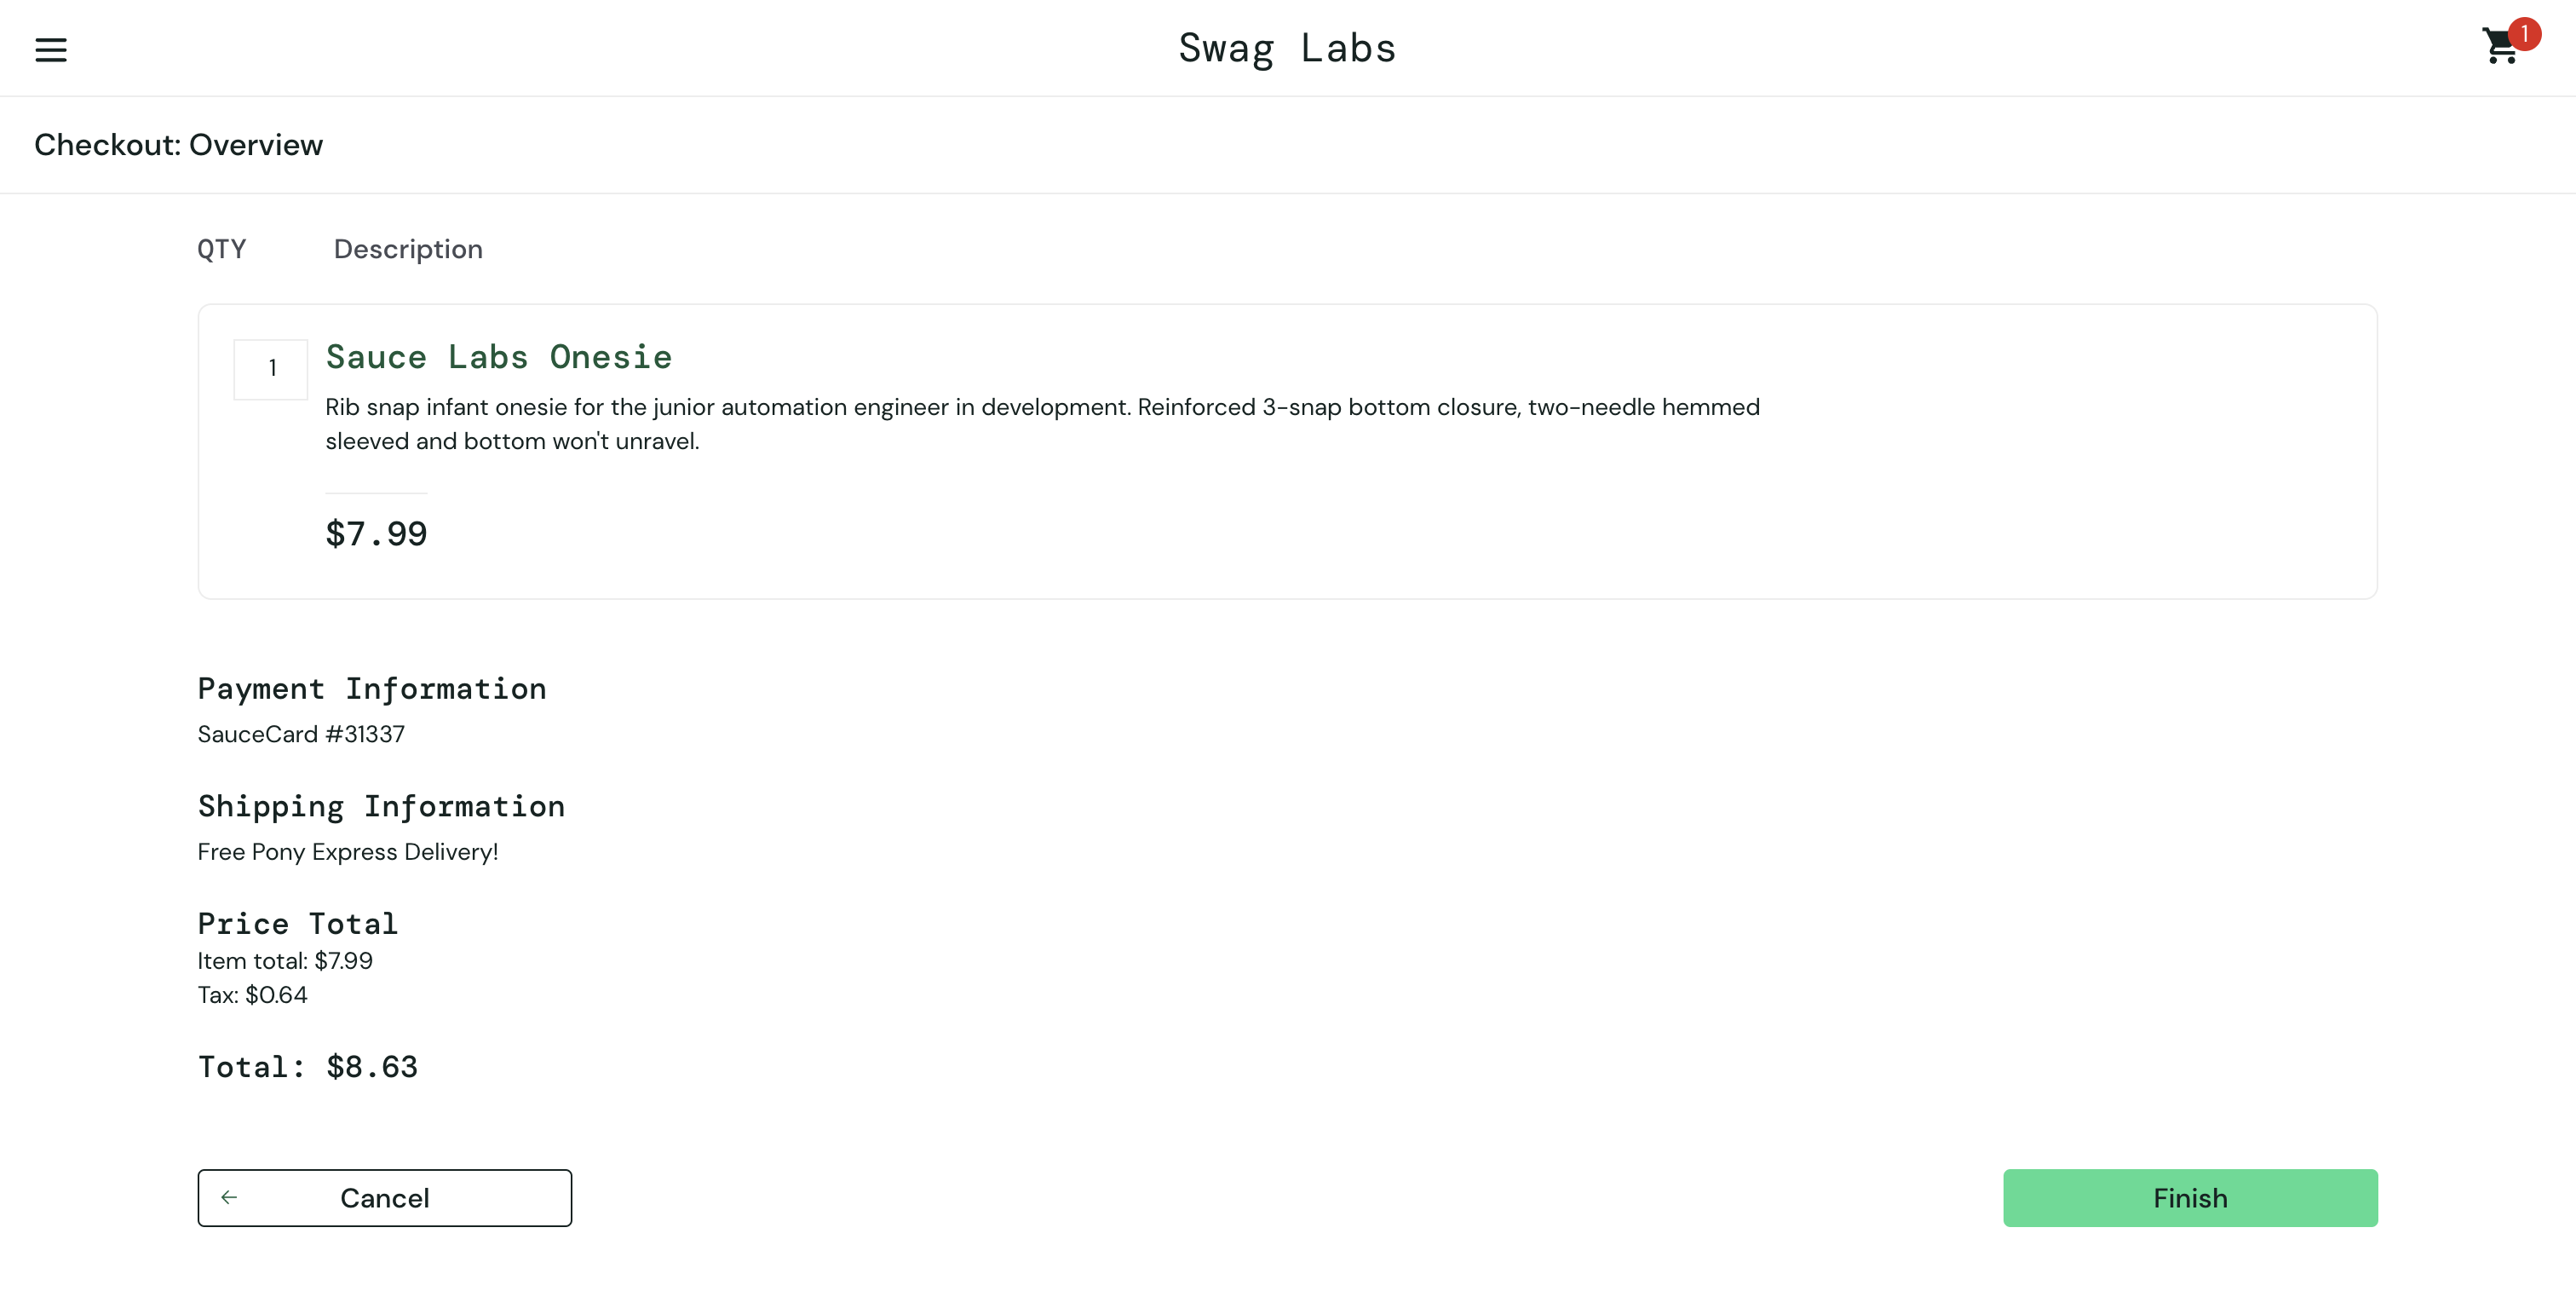 Swag Labs
1
Checkout: Overview
QTY Description
1
Sauce Labs Onesie
Rib snap infant onesie for the junior automation engineer in development. Reinforced 3-snap bottom closure, two-needle hemmed
sleeved and bottom won't unravel.
$7.99
Payment Information
SauceCard #31337
Shipping Information
Free Pony Express Delivery!
Price Total
Item total: $7.99
Tax: $0.64
Total: $8.63
Cancel
Finish